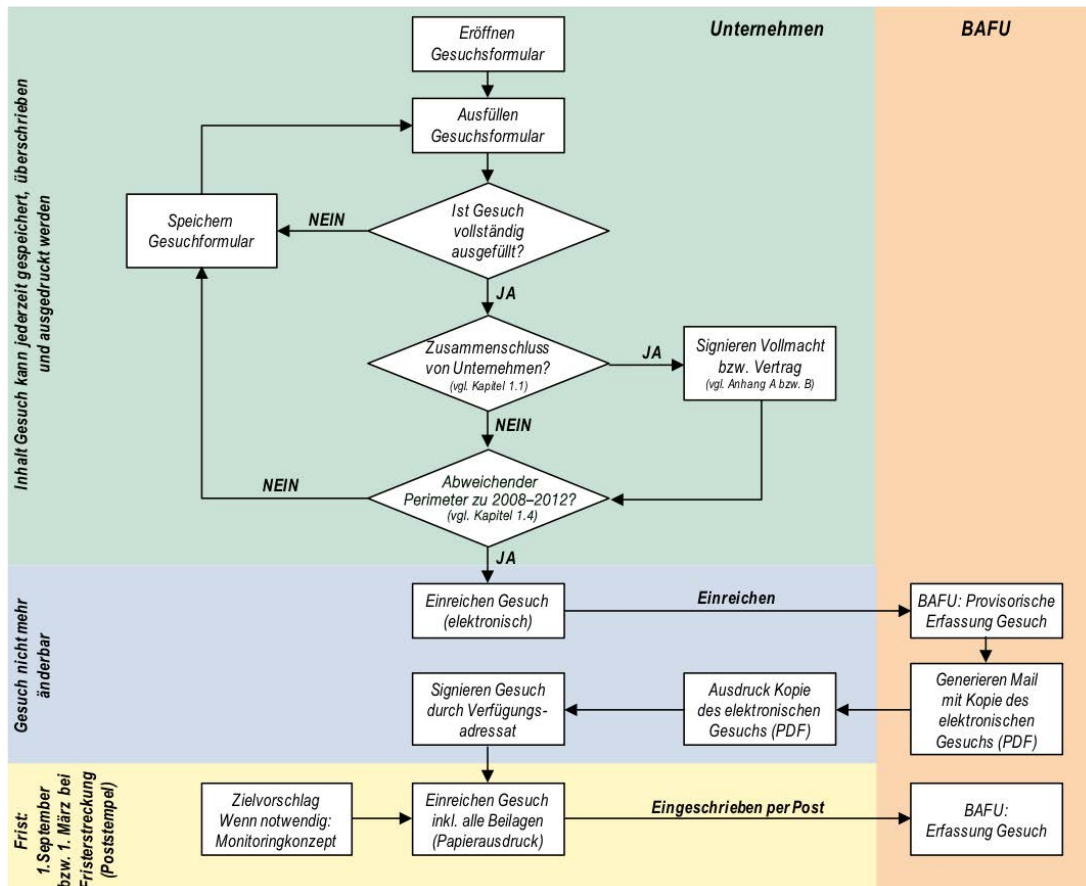 Unternehmen
BAFU
Inhalt Gesuch kann jederzeit gespeichert, überschrieben
und ausgedruckt werden
Eröffnen
Gesuchsformular
Ausfüllen
Gesuchsformular
Speichern
Gesuchformular
NEIN
Ist Gesuch
vollständig
ausgefüllt?
JA
Zusammenschluss
von Unternehmen?
(vgl. Kapitel 1.1)
JA
Signieren Vollmacht
bzw. Vertrag
(vgl. Anhang A bzw. B)
NEIN
NEIN
Abweichender
Perimeter zu 2008–2012?
(vgl. Kapitel 1.4)
JA
Gesuch nicht mehr
änderbar
Einreichen Gesuch
(elektronisch)
Einreichen
BAFU: Provisorische
Erfassung Gesuch
Signieren Gesuch
durch Verfügungs-
adressat
Ausdruck Kopie
des elektronischen
Gesuchs (PDF)
Generieren Mail
mit Kopie des
elektronischen
Gesuchs (PDF)
Frist:
1.September
bzw. 1. März bei
Fristerstreckung
(Poststempel)
Zielvorschlag
Wenn notwendig:
Monitoringkonzept
Einreichen Gesuch
inkl. alle Beilagen
(Papierausdruck)
Eingeschrieben per Post
BAFU:
Erfassung Gesuch